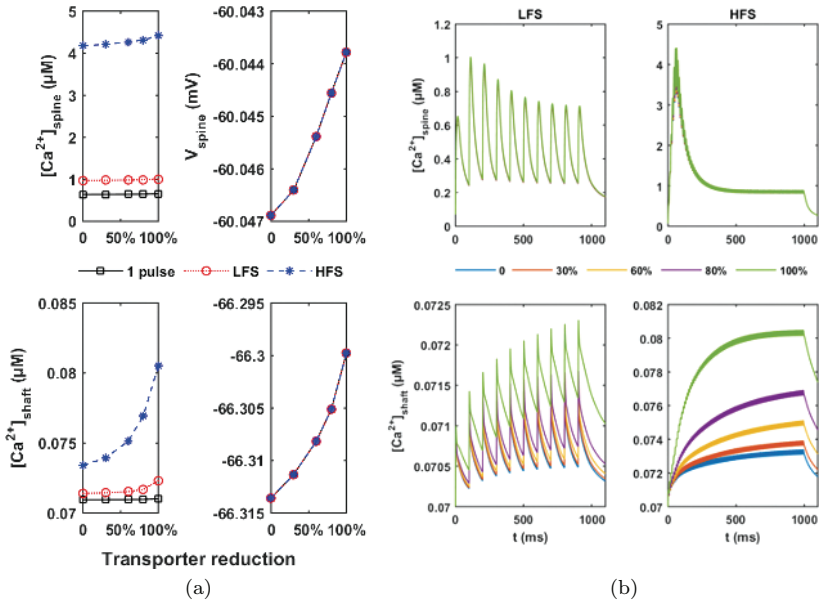 [Ca2+]spine (μM)
5
4
3
2
1
0
0 50% 100%
Vspine (mV)
-60.043
-60.044
-60.045
-60.046
-60.047
0 50% 100%
1 pulse LFS HFS
[Ca2+]shaft (μM)
0.085
0.08
0.075
0.07
0 50% 100%
-66.295
-66.3
-66.305
-66.31
-66.315
0 50% 100%
Transporter reduction
(a)
LFS
[Ca2+]spine (μM)
1.2
1
0.8
0.6
0.4
0.2
0
0 500 1000
HFS
5
4
3
2
1
0
0 500 1000
0 30% 60% 80% 100%
[Ca2+]shaft (μM)
0.0725
0.072
0.0715
0.071
0.0705
0.07
0 500 1000
t (ms)
0.082
0.08
0.078
0.076
0.074
0.072
0.07
0 500 1000
t (ms)
(b)